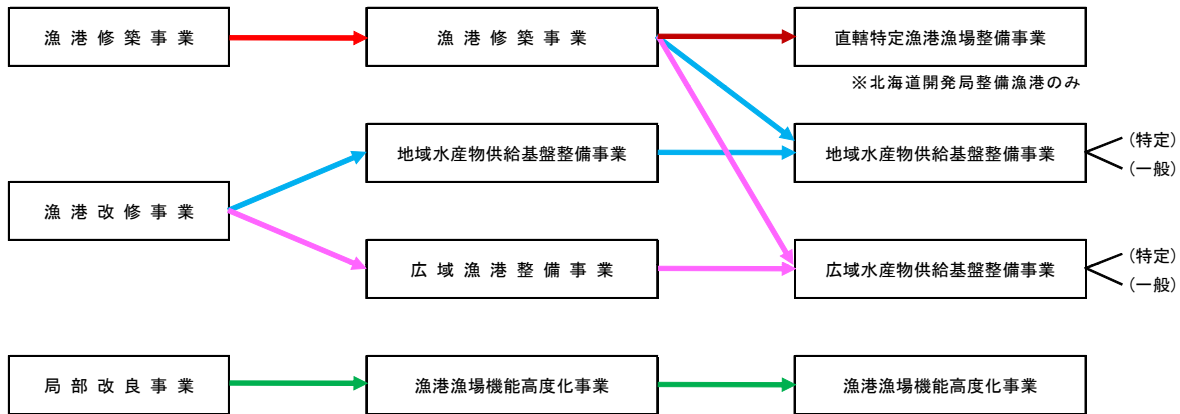 漁港修築事業
漁港修築事業
直轄特定漁港漁場整備事業
※北海道開発局整備漁港のみ
地域水産物供給基盤整備事業
地域水産物供給基盤整備事業
(特定)
(一般)
漁港改修事業
広域漁港整備事業
広域水産物供給基盤整備事業
(特定)
(一般)
局部改良事業
漁港漁場機能高度化事業
漁港漁場機能高度化事業